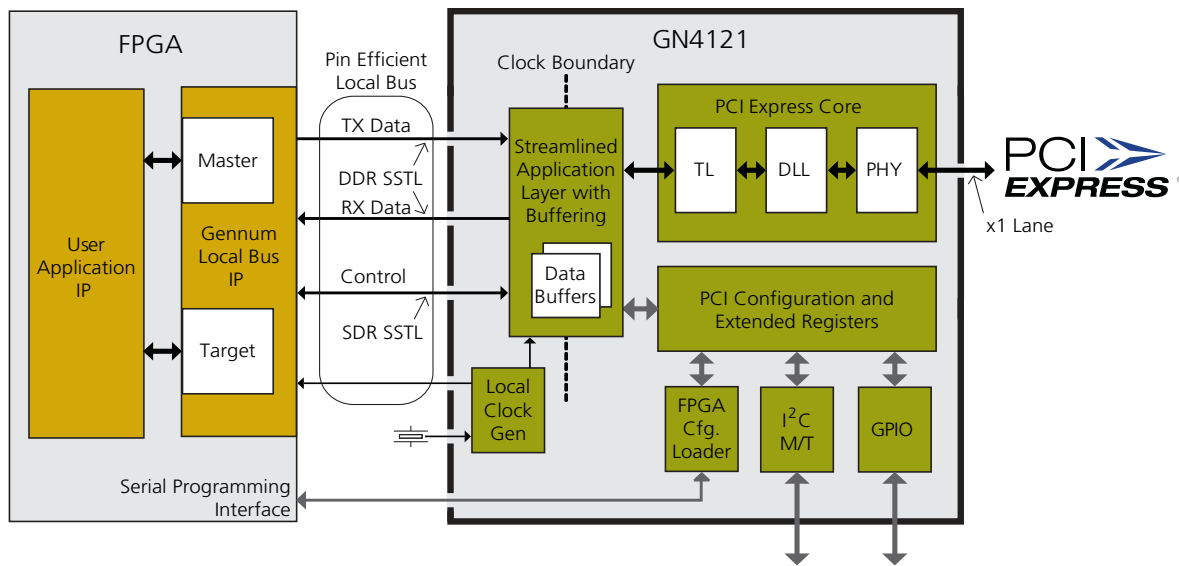 FPGA
GN4121
Pin Efficient
Local Bus
Clock Boundary
TX Data
DDR SSTL
RX Data
Control
SDR SSTL
Master
Gennum
Local Bus
IP
Target
User
Application
IP
Streamlined
Application
Layer with
Buffering
Data
Buffers
PCI Express Core
TL
DLL
PHY
PCI
EXPRESS
x1 Lane
PCI Configuration and
Extended Registers
Local
Clock
Gen
FPGA
Cfg.
Loader
I²C
M/T
GPIO
Serial Programming
Interface